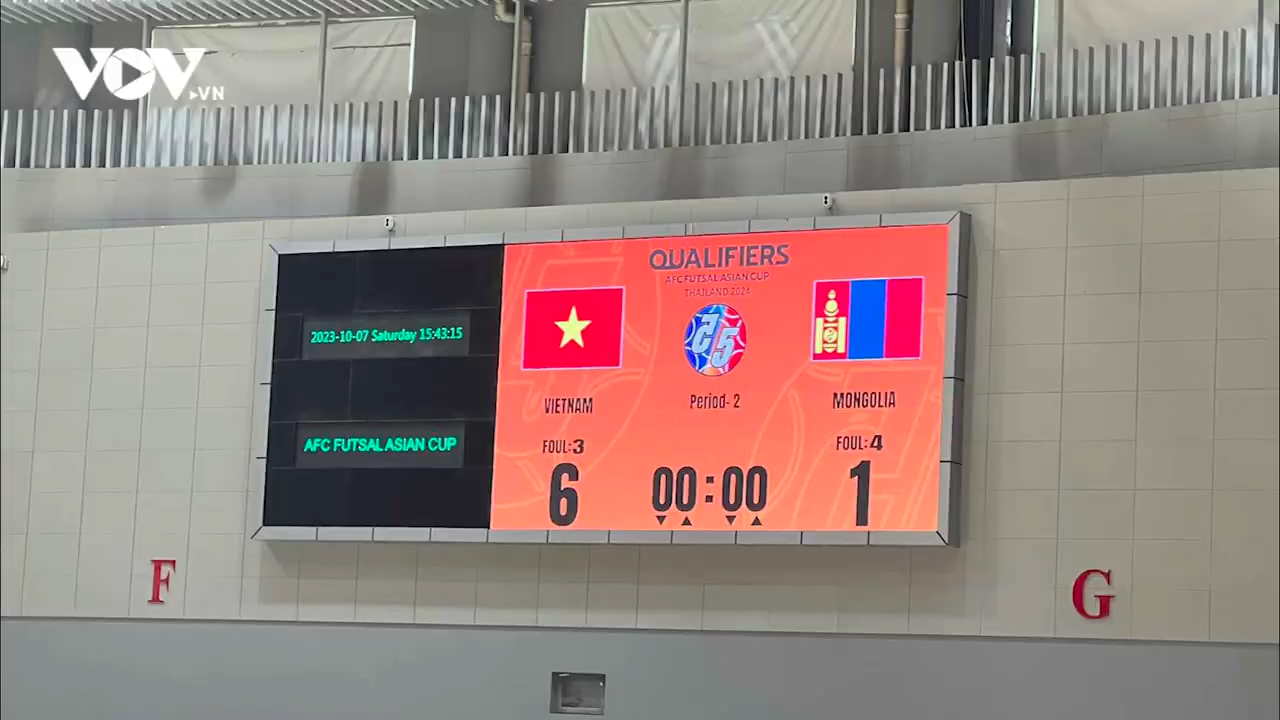 VOV.VN
2023-10-07 Saturday 15:43:15
AFC FUTSAL ASIAN CUP
QUALIFIERS
AFC FUTSAL ASIAN CUP
THAILAND 2024
VIETNAM
Period- 2
MONGOLIA
FOUL:3
FOUL:4
6
00:00
1
F
G